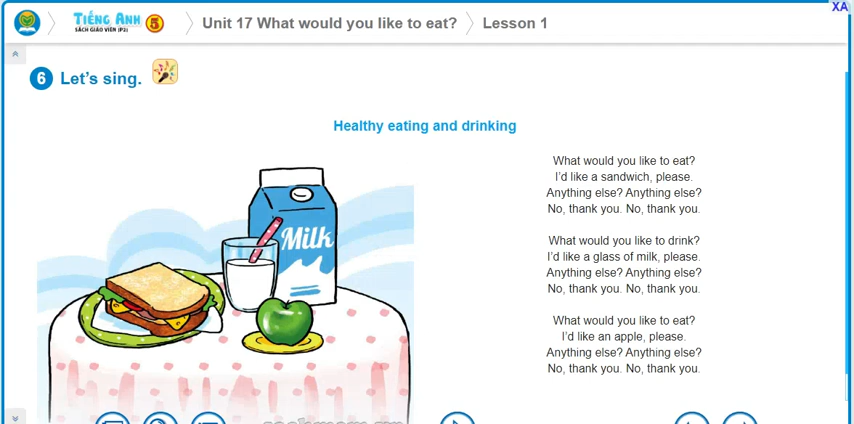 TIẾNG ANH 5
SÁCH GIÁO VIÊN (P2)
Unit 17 What would you like to eat?
Lesson 1
XA
6 Let's sing.
Healthy eating and drinking
What would you like to eat?
I'd like a sandwich, please.
Anything else? Anything else?
No, thank you. No, thank you.
What would you like to drink?
I'd like a glass of milk, please.
Anything else? Anything else?
No, thank you. No, thank you.
What would you like to eat?
I'd like an apple, please.
Anything else? Anything else?
No, thank you. No, thank you.
Milk